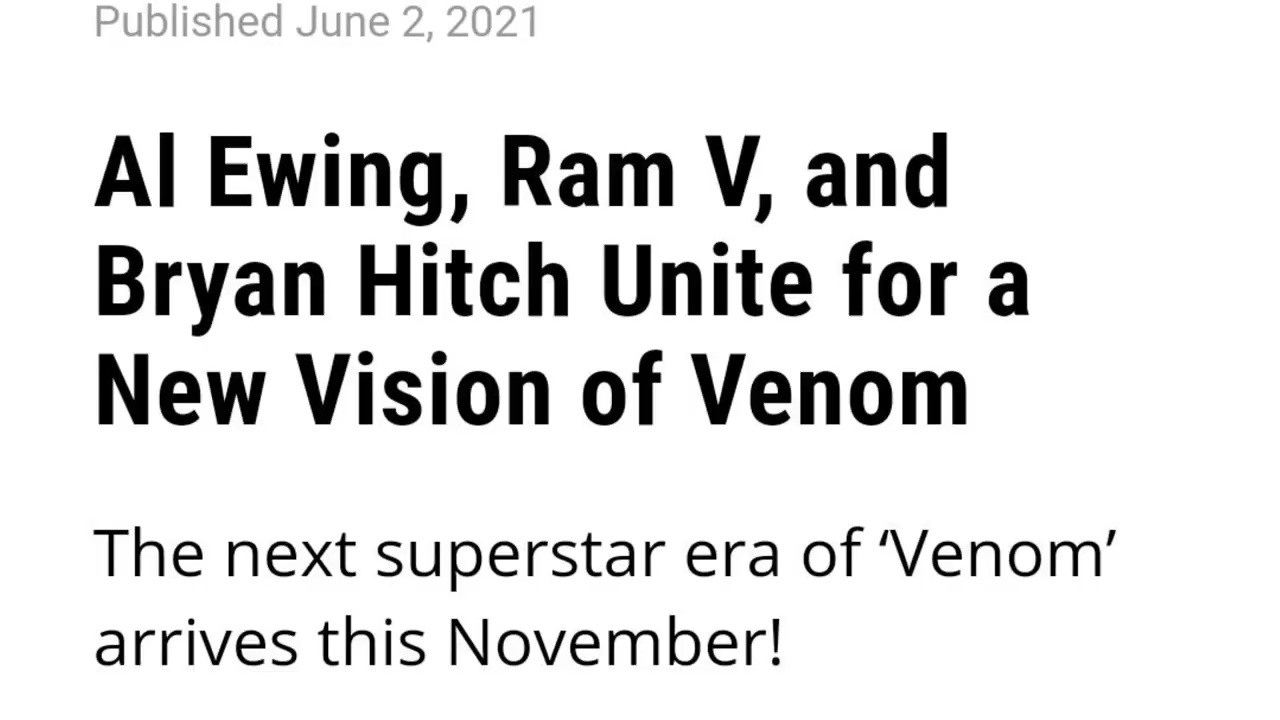 Published June 2, 2021
Al Ewing, Ram V, and
Bryan Hitch Unite for a
New Vision of Venom
The next superstar era of ‘Venom’
arrives this November!